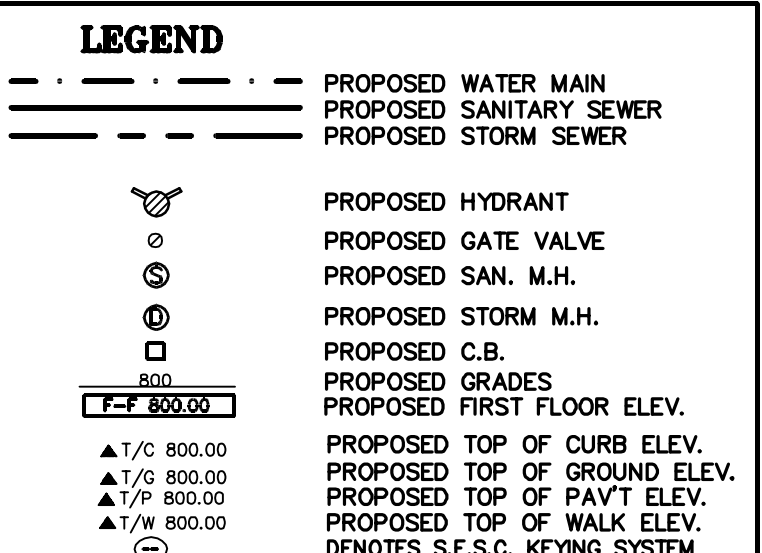 LEGEND
PROPOSED WATER MAIN
PROPOSED SANITARY SEWER
PROPOSED STORM SEWER
PROPOSED HYDRANT
PROPOSED GATE VALVE
S PROPOSED SAN. M.H.
D PROPOSED STORM M.H.
PROPOSED C.B.
800 PROPOSED GRADES
F-F 800.00 PROPOSED FIRST FLOOR ELEV.
▲T/C 800.00 PROPOSED TOP OF CURB ELEV.
▲T/G 800.00 PROPOSED TOP OF GROUND ELEV.
▲T/P 800.00 PROPOSED TOP OF PAV'T ELEV.
▲T/W 800.00 PROPOSED TOP OF WALK ELEV.
DENOTES S.E.S.C. KEYING SYSTEM